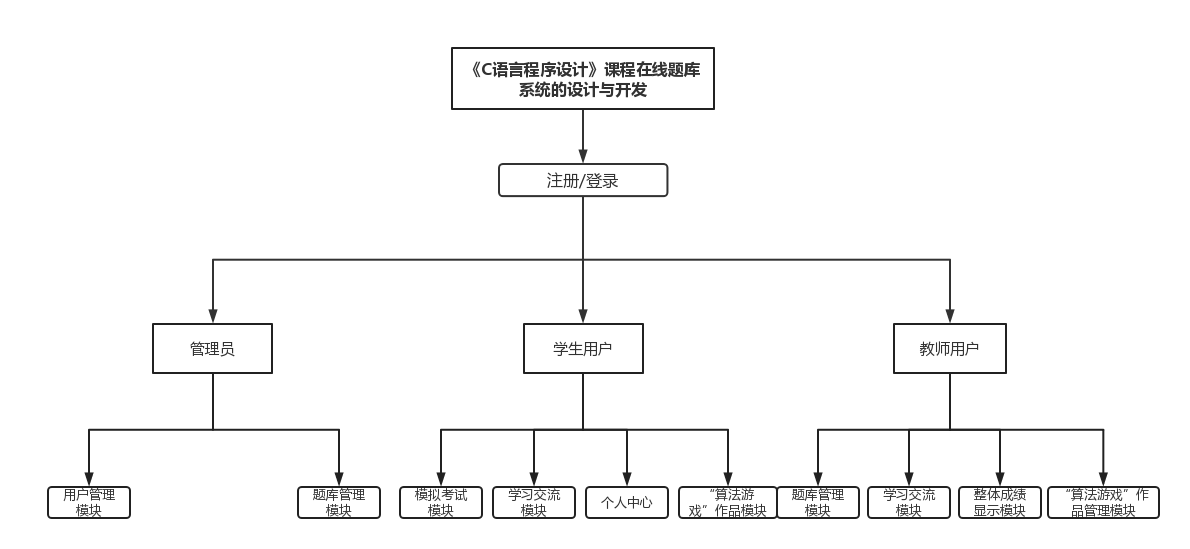 《C语言程序设计》课程在线题库
系统的设计与开发
注册/登录
管理员
学生用户
教师用户
用户管理
模块
题库管理
模块
模拟考试
模块
学习交流
模块
个人中心
“算法游
戏”作品模块
题库管理
模块
学习交流
模块
整体成绩
显示模块
“算法游戏”作
品管理模块